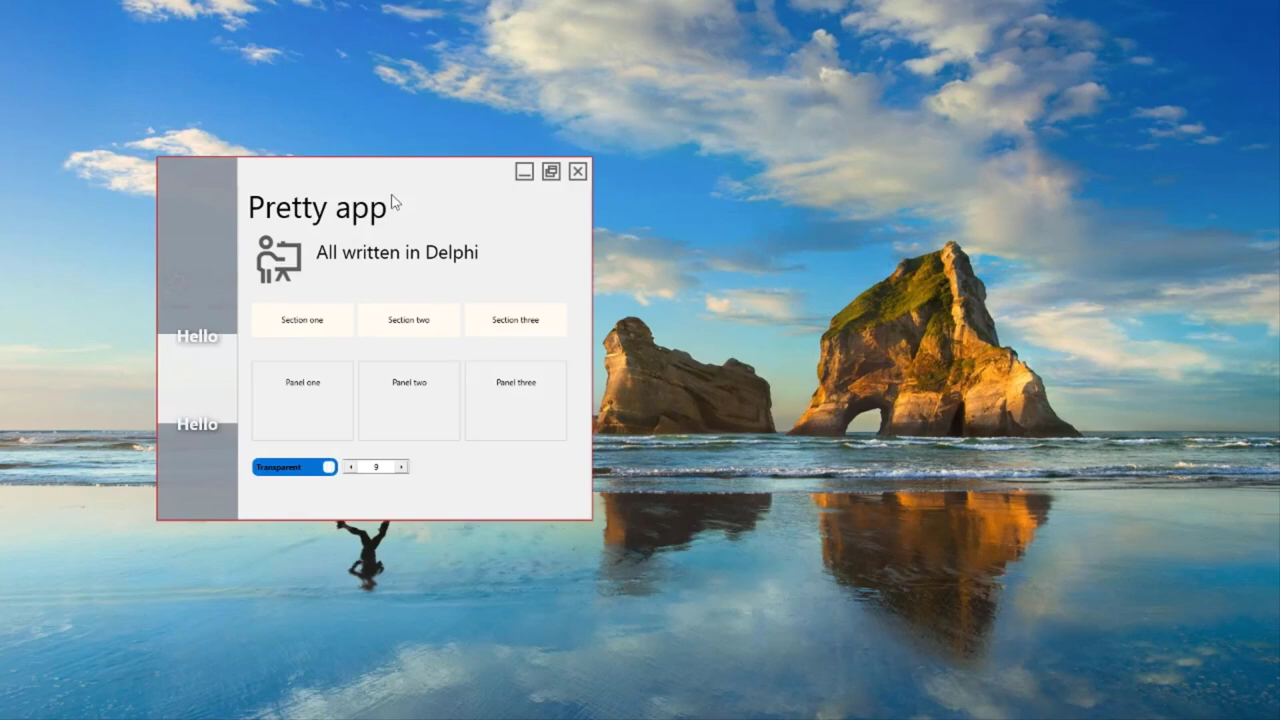 Pretty app
All written in Delphi
Section one Section two Section three
Hello
Panel one Panel two Panel three
Hello
Transparent 9